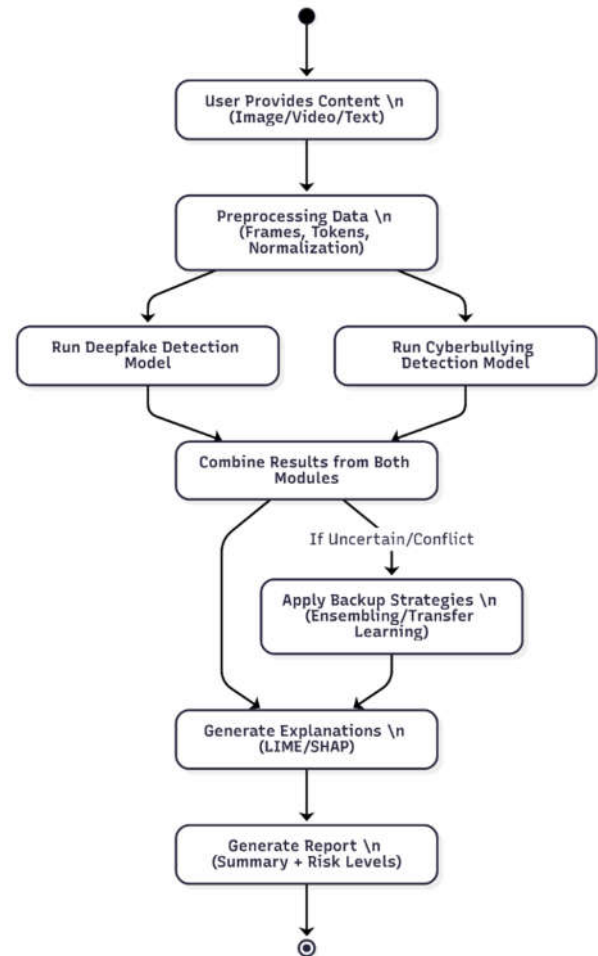 User Provides Content \n
(Image/Video/Text)
Preprocessing Data \n
(Frames, Tokens,
Normalization)
Run Deepfake Detection
Model
Run Cyberbullying
Detection Model
Combine Results from Both
Modules
If Uncertain/Conflict
Apply Backup Strategies \n
(Ensembling/Transfer
Learning)
Generate Explanations \n
(LIME/SHAP)
Generate Report \n
(Summary + Risk Levels)